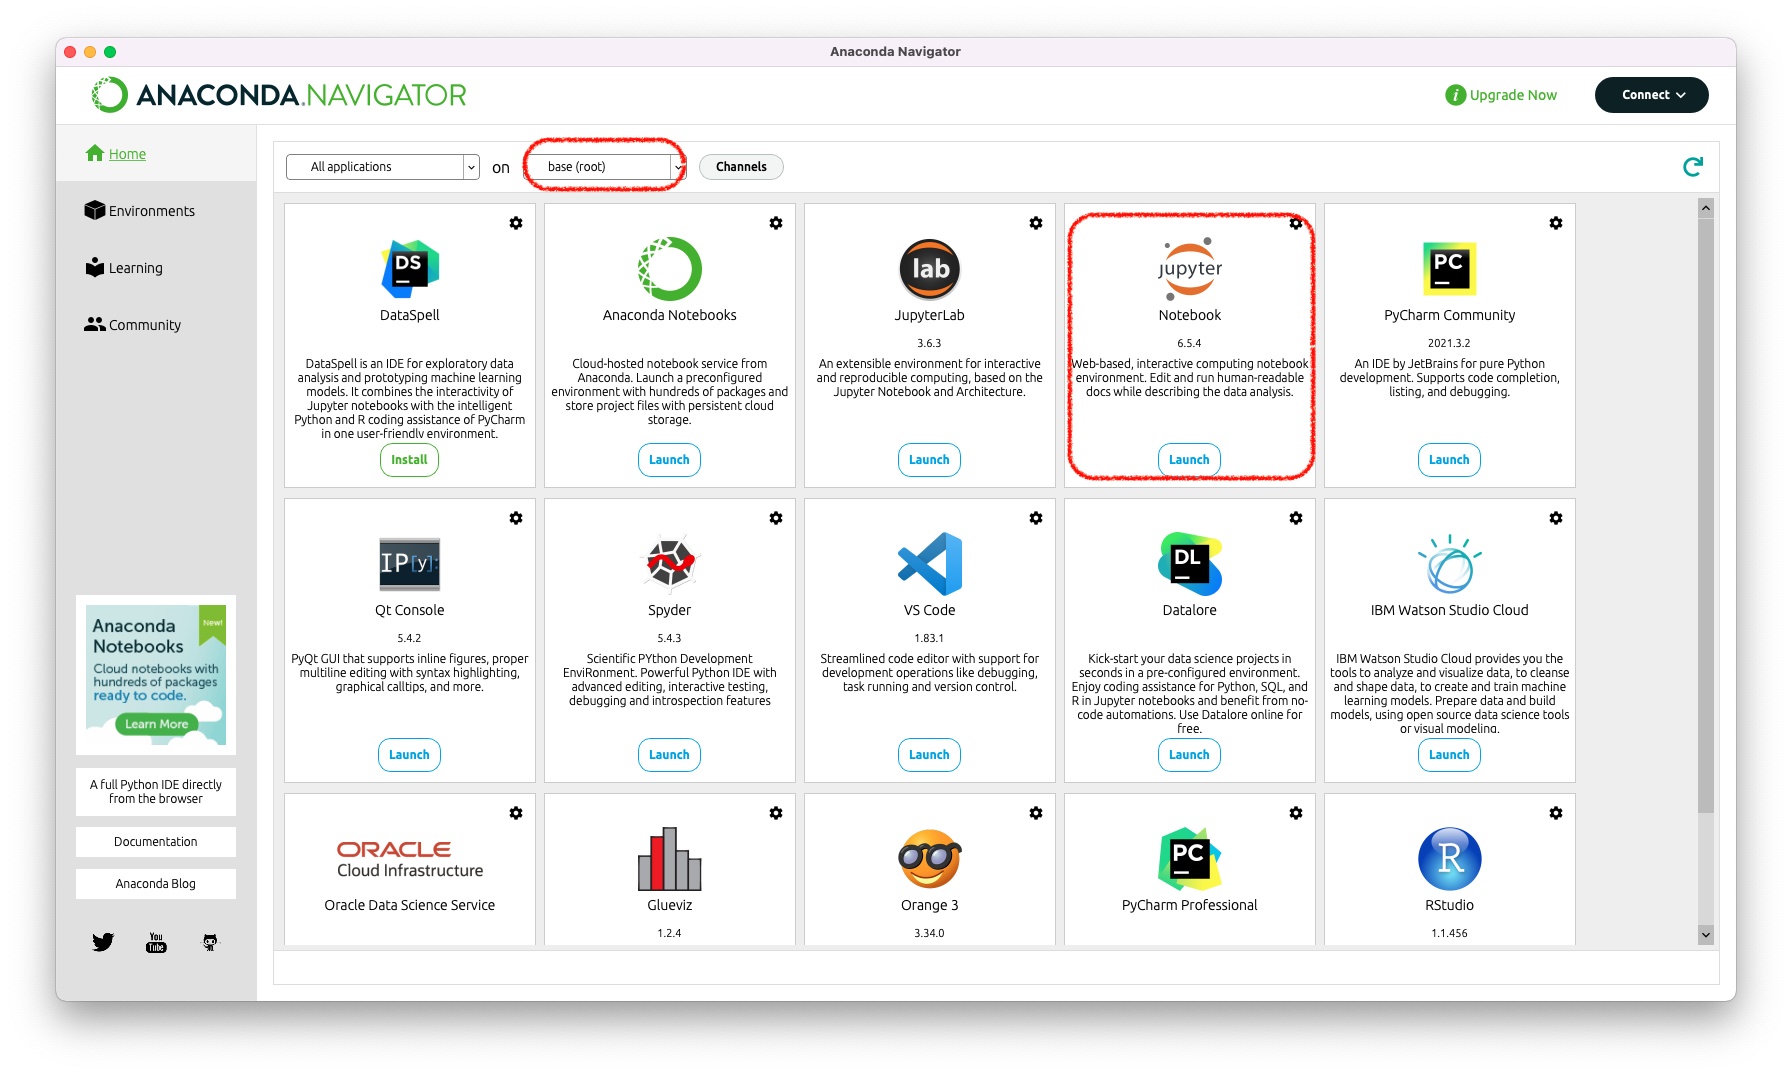 Anaconda Navigator
ANACONDA.NAVIGATOR
i Upgrade Now
Connect
Home
Environments
Learning
Community
All applications
on
base (root)
Channels
DS
DataSpell
DataSpell is an IDE for exploratory data
analysis and prototyping machine learning
models. It combines the interactivity of
Jupyter notebooks with the intelligent
Python and R coding assistance of PyCharm
in one user-friendly environment.
Install
Anaconda Notebooks
Cloud-hosted notebook service from
Anaconda. Launch a preconfigured
environment with hundreds of packages and
store project files with persistent cloud
storage.
Launch
lab
JupyterLab
3.6.3
An extensible environment for interactive
and reproducible computing, based on the
Jupyter Notebook and Architecture.
Launch
jupyter
Notebook
6.5.4
Web-based, interactive computing notebook
environment. Edit and run human-readable
docs while describing the data analysis.
Launch
PC
PyCharm Community
2021.3.2
An IDE by JetBrains for pure Python
development. Supports code completion,
listing, and debugging.
Launch
IP[y]:
Qt Console
5.4.2
PyQt GUI that supports inline figures, proper
multiline editing with syntax highlighting,
graphical calltips, and more.
Launch
Spyder
5.4.3
Scientific PYthon Development
EnviRonment. Powerful Python IDE with
advanced editing, interactive testing,
debugging and introspection features
Launch
VS Code
1.83.1
Streamlined code editor with support for
development operations like debugging,
task running and version control.
Launch
DL
Datalore
Kick-start your data science projects in
seconds in a pre-configured environment.
Enjoy coding assistance for Python, SQL, and
R in Jupyter notebooks and benefit from no-
code automations. Use Datalore online for
free.
Launch
IBM Watson Studio Cloud
IBM Watson Studio Cloud provides you the
tools to analyze and visualize data, to cleanse
and shape data, to create and train machine
learning models. Prepare data and build
models, using open source data science tools
or visual modeling.
Launch
ORACLE
Cloud Infrastructure
Oracle Data Science Service
Glueviz
1.2.4
Orange 3
3.34.0
PC
PyCharm Professional
R
RStudio
1.1.456
New!
Anaconda
Notebooks
Cloud notebooks with
hundreds of packages
ready to code.
Learn More
A full Python IDE directly
from the browser
Documentation
Anaconda Blog
You
Tube